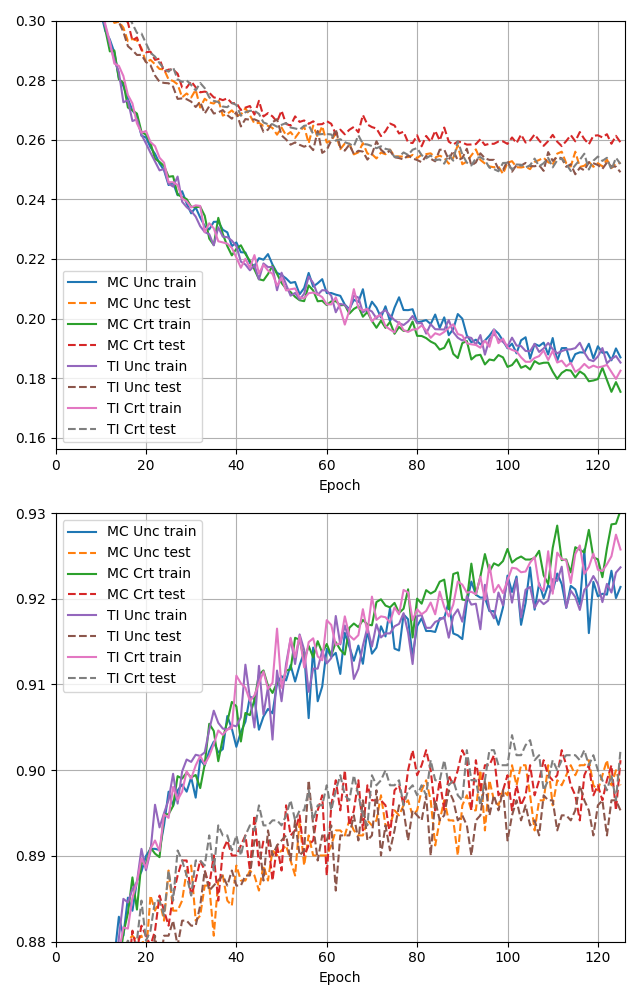 0.30
0.28
0.26
0.24
0.22
0.20
0.18
0.16
MC Unc train
MC Unc test
MC Crt train
MC Crt test
TI Unc train
TI Unc test
TI Crt train
TI Crt test
0 20 40 60 80 100 120
Epoch
0.93
0.92
0.91
0.90
0.89
0.88
MC Unc train
MC Unc test
MC Crt train
MC Crt test
TI Unc train
TI Unc test
TI Crt train
TI Crt test
0 20 40 60 80 100 120
Epoch